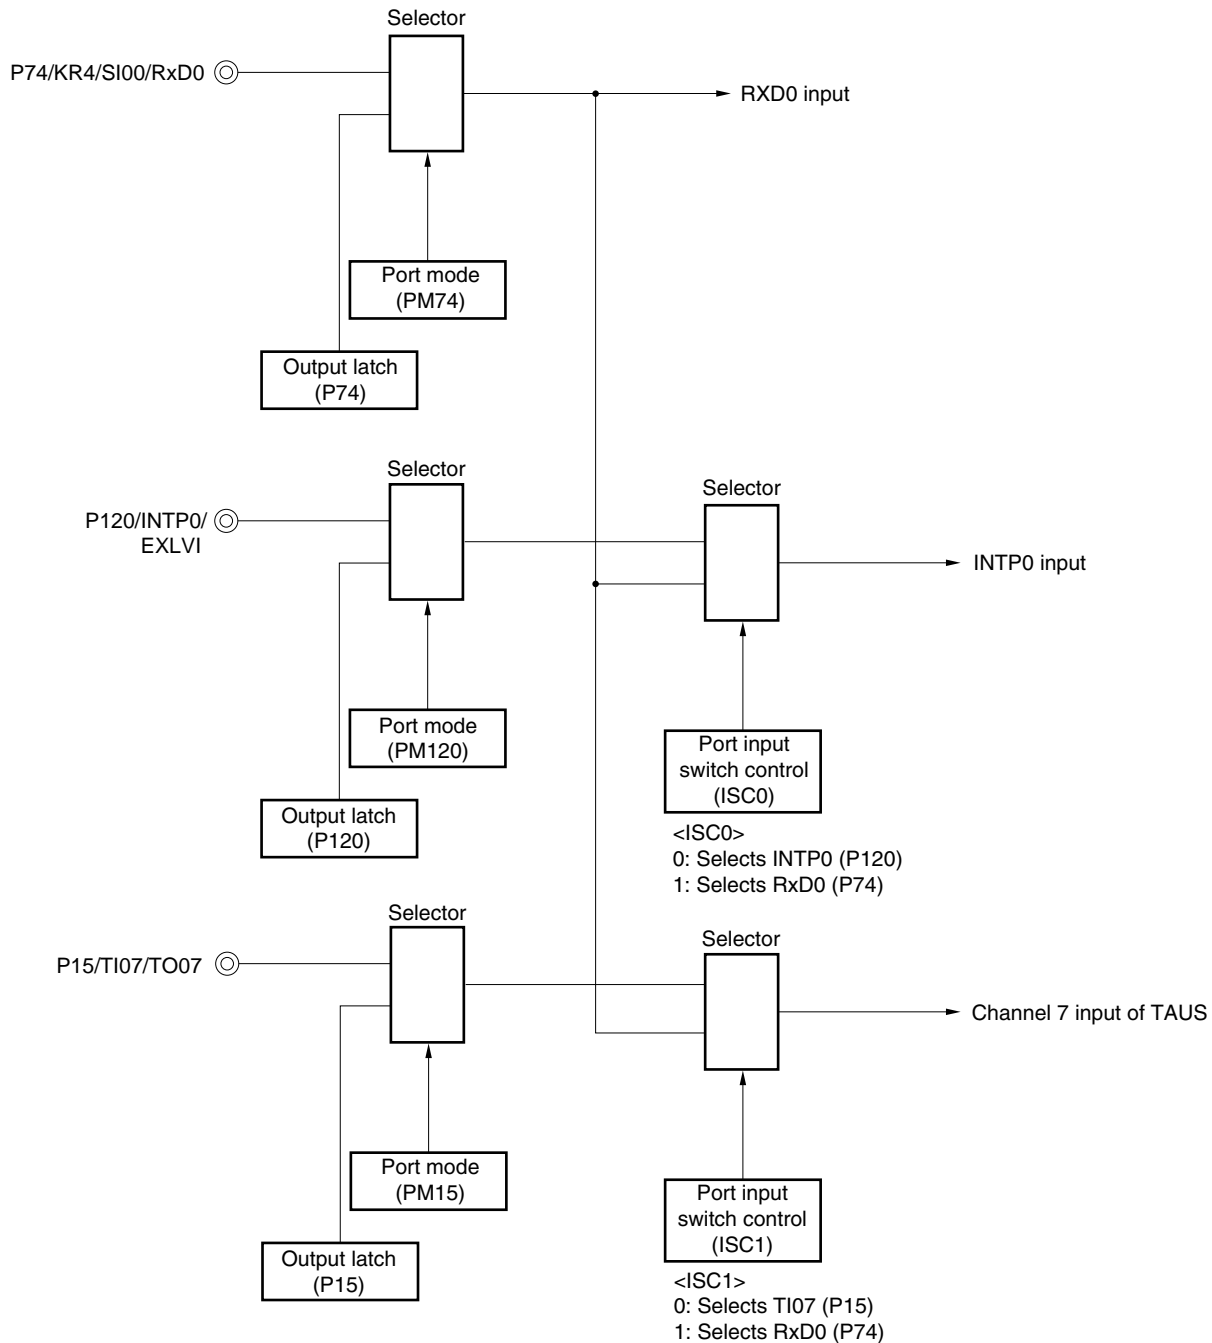 Selector
P74/KR4/SI00/RxD0
RXD0 input
Port mode
(PM74)
Output latch
(P74)
Selector
Selector
P120/INTP0/
EXLVI
INTP0 input
Port mode
(PM120)
Port input
switch control
(ISC0)
Output latch
(P120)
<ISC0>
0: Selects INTP0 (P120)
1: Selects RxD0 (P74)
Selector
Selector
P15/TI07/TO07
Channel 7 input of TAUS
Port mode
(PM15)
Port input
switch control
(ISC1)
Output latch
(P15)
<ISC1>
0: Selects TI07 (P15)
1: Selects RxD0 (P74)